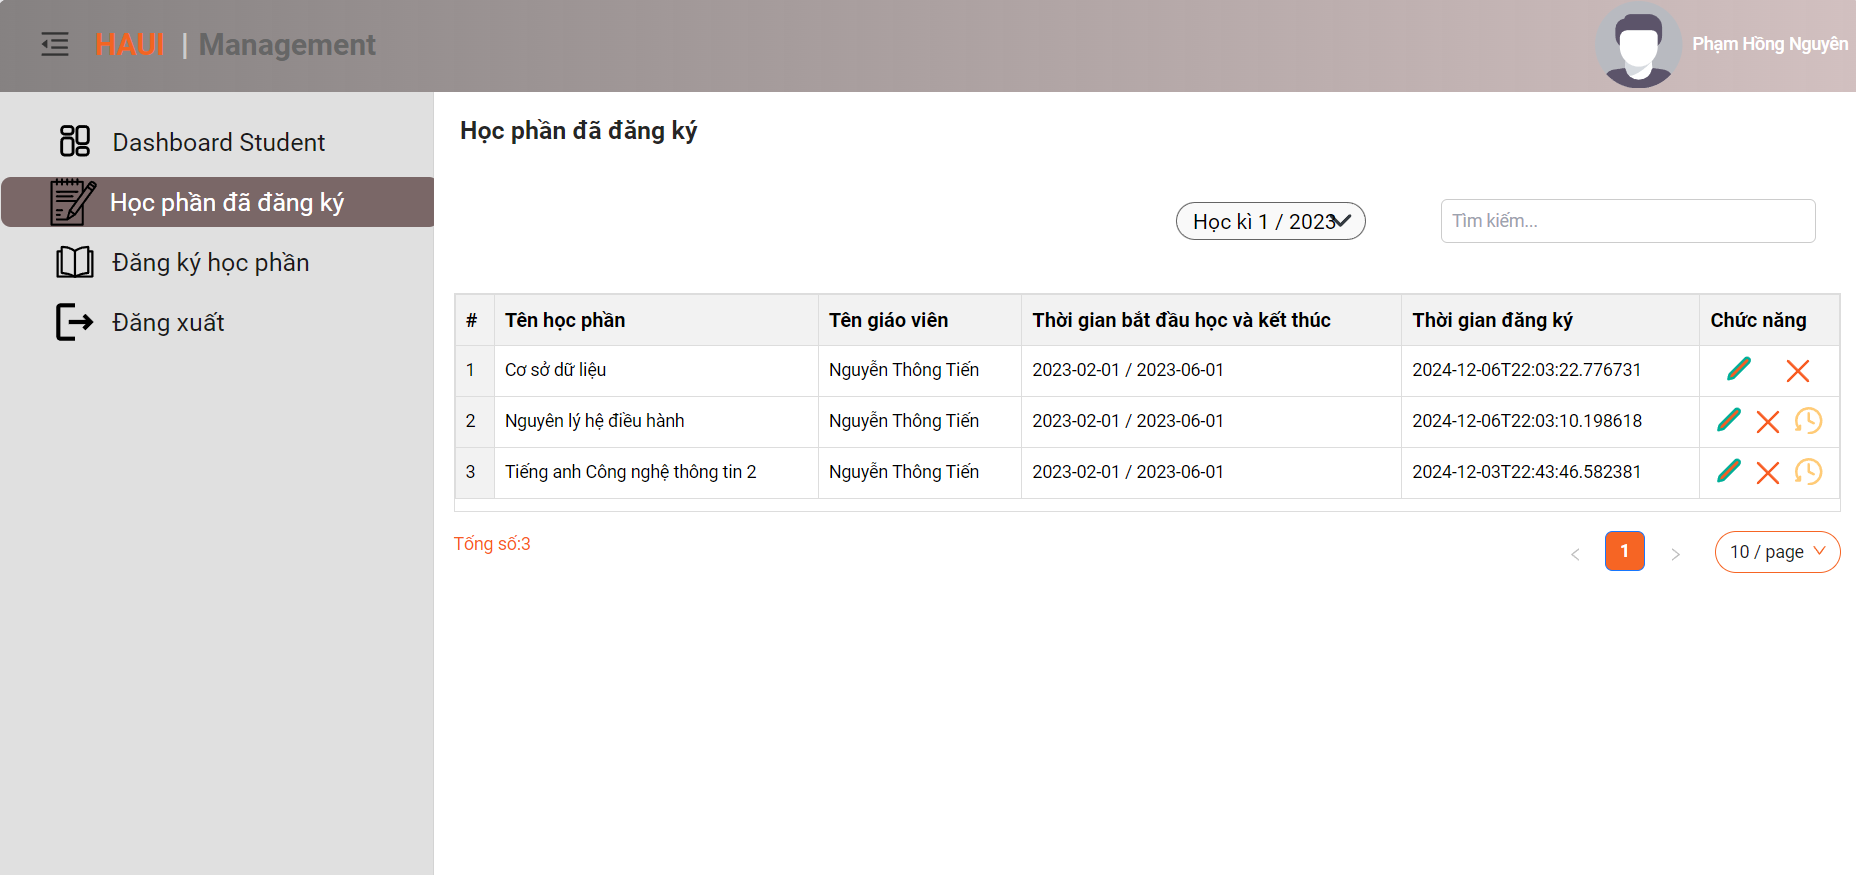 HAUI | Management
Phạm Hồng Nguyên
Dashboard Student
Học phần đã đăng ký
Đăng ký học phần
Đăng xuất
Học phần đã đăng ký
Học kì 1 / 2023
Tìm kiếm...
# Tên học phần Tên giáo viên Thời gian bắt đầu học và kết thúc Thời gian đăng ký Chức năng
1 Cơ sở dữ liệu Nguyễn Thông Tiến 2023-02-01 / 2023-06-01 2024-12-06T22:03:22.776731
2 Nguyên lý hệ điều hành Nguyễn Thông Tiến 2023-02-01 / 2023-06-01 2024-12-06T22:03:10.198618
3 Tiếng anh Công nghệ thông tin 2 Nguyễn Thông Tiến 2023-02-01 / 2023-06-01 2024-12-03T22:43:46.582381
Tổng số:3
< 1 > 10 / page